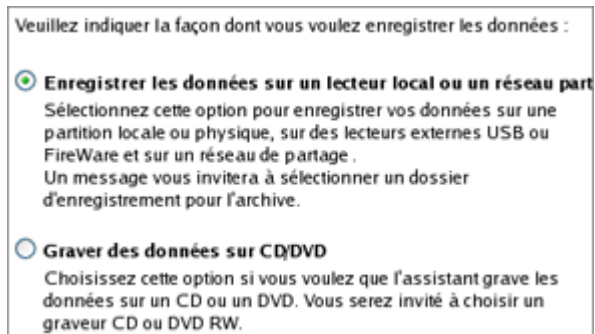 Veuillez indiquer la façon dont vous voulez enregistrer les données :
Enregistrer les données sur un lecteur local ou un réseau part
Sélectionnez cette option pour enregistrer vos données sur une
partition locale ou physique, sur des lecteurs externes USB ou
FireWare et sur un réseau de partage .
Un message vous invitera à sélectionner un dossier
d'enregistrement pour l'archive.
Graver des données sur CD/DVD
Choisissez cette option si vous voulez que l'assistant grave les
données sur un CD ou un DVD. Vous serez invité à choisir un
graveur CD ou DVD RW.